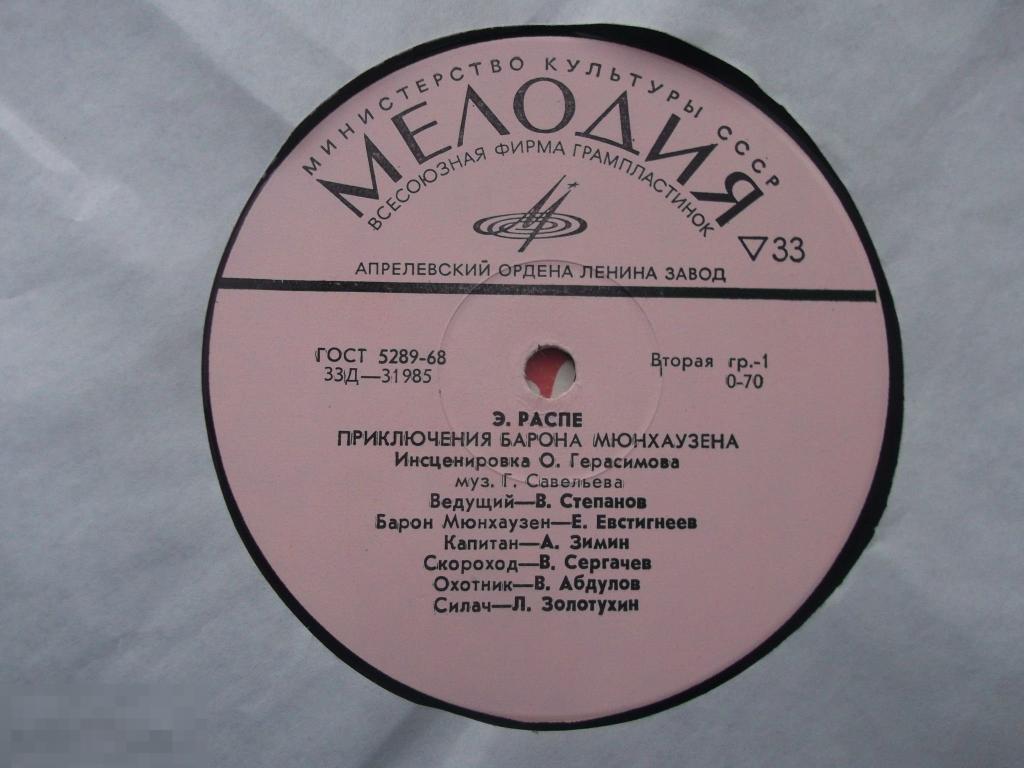 МИНИСТЕРСТВО КУЛЬТУРЫ СССР
МЕЛОДИЯ
ВСЕСОЮЗНАЯ ФИРМА ГРАМПЛАСТИНОК
▽33
АПРЕЛЕВСКИЙ ОРДЕНА ЛЕНИНА ЗАВОД
ГОСТ 5289-68
33Д—31985
Вторая гр.-1
0-70
Э. РАСПЕ
ПРИКЛЮЧЕНИЯ БАРОНА МЮНХАУЗЕНА
Инсценировка О. Герасимова
муз. Г. Савельева
Ведущий—В. Степанов
Барон Мюнхаузен—Е. Евстигнеев
Капитан—А. Зимин
Скороход—В. Сергачев
Охотник—В. Абдулов
Силач—Л. Золотухин